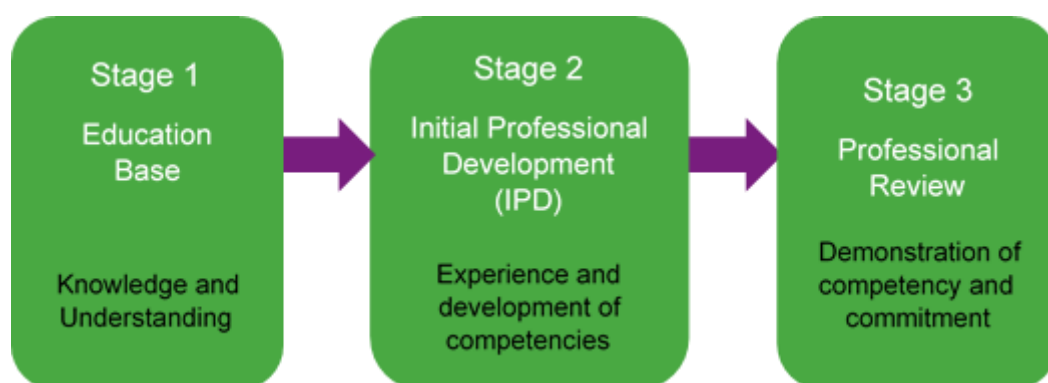 Stage 1
Education
Base
Knowledge and
Understanding
Stage 2
Initial Professional
Development
(IPD)
Experience and
development of
competencies
Stage 3
Professional
Review
Demonstration of
competency and
commitment